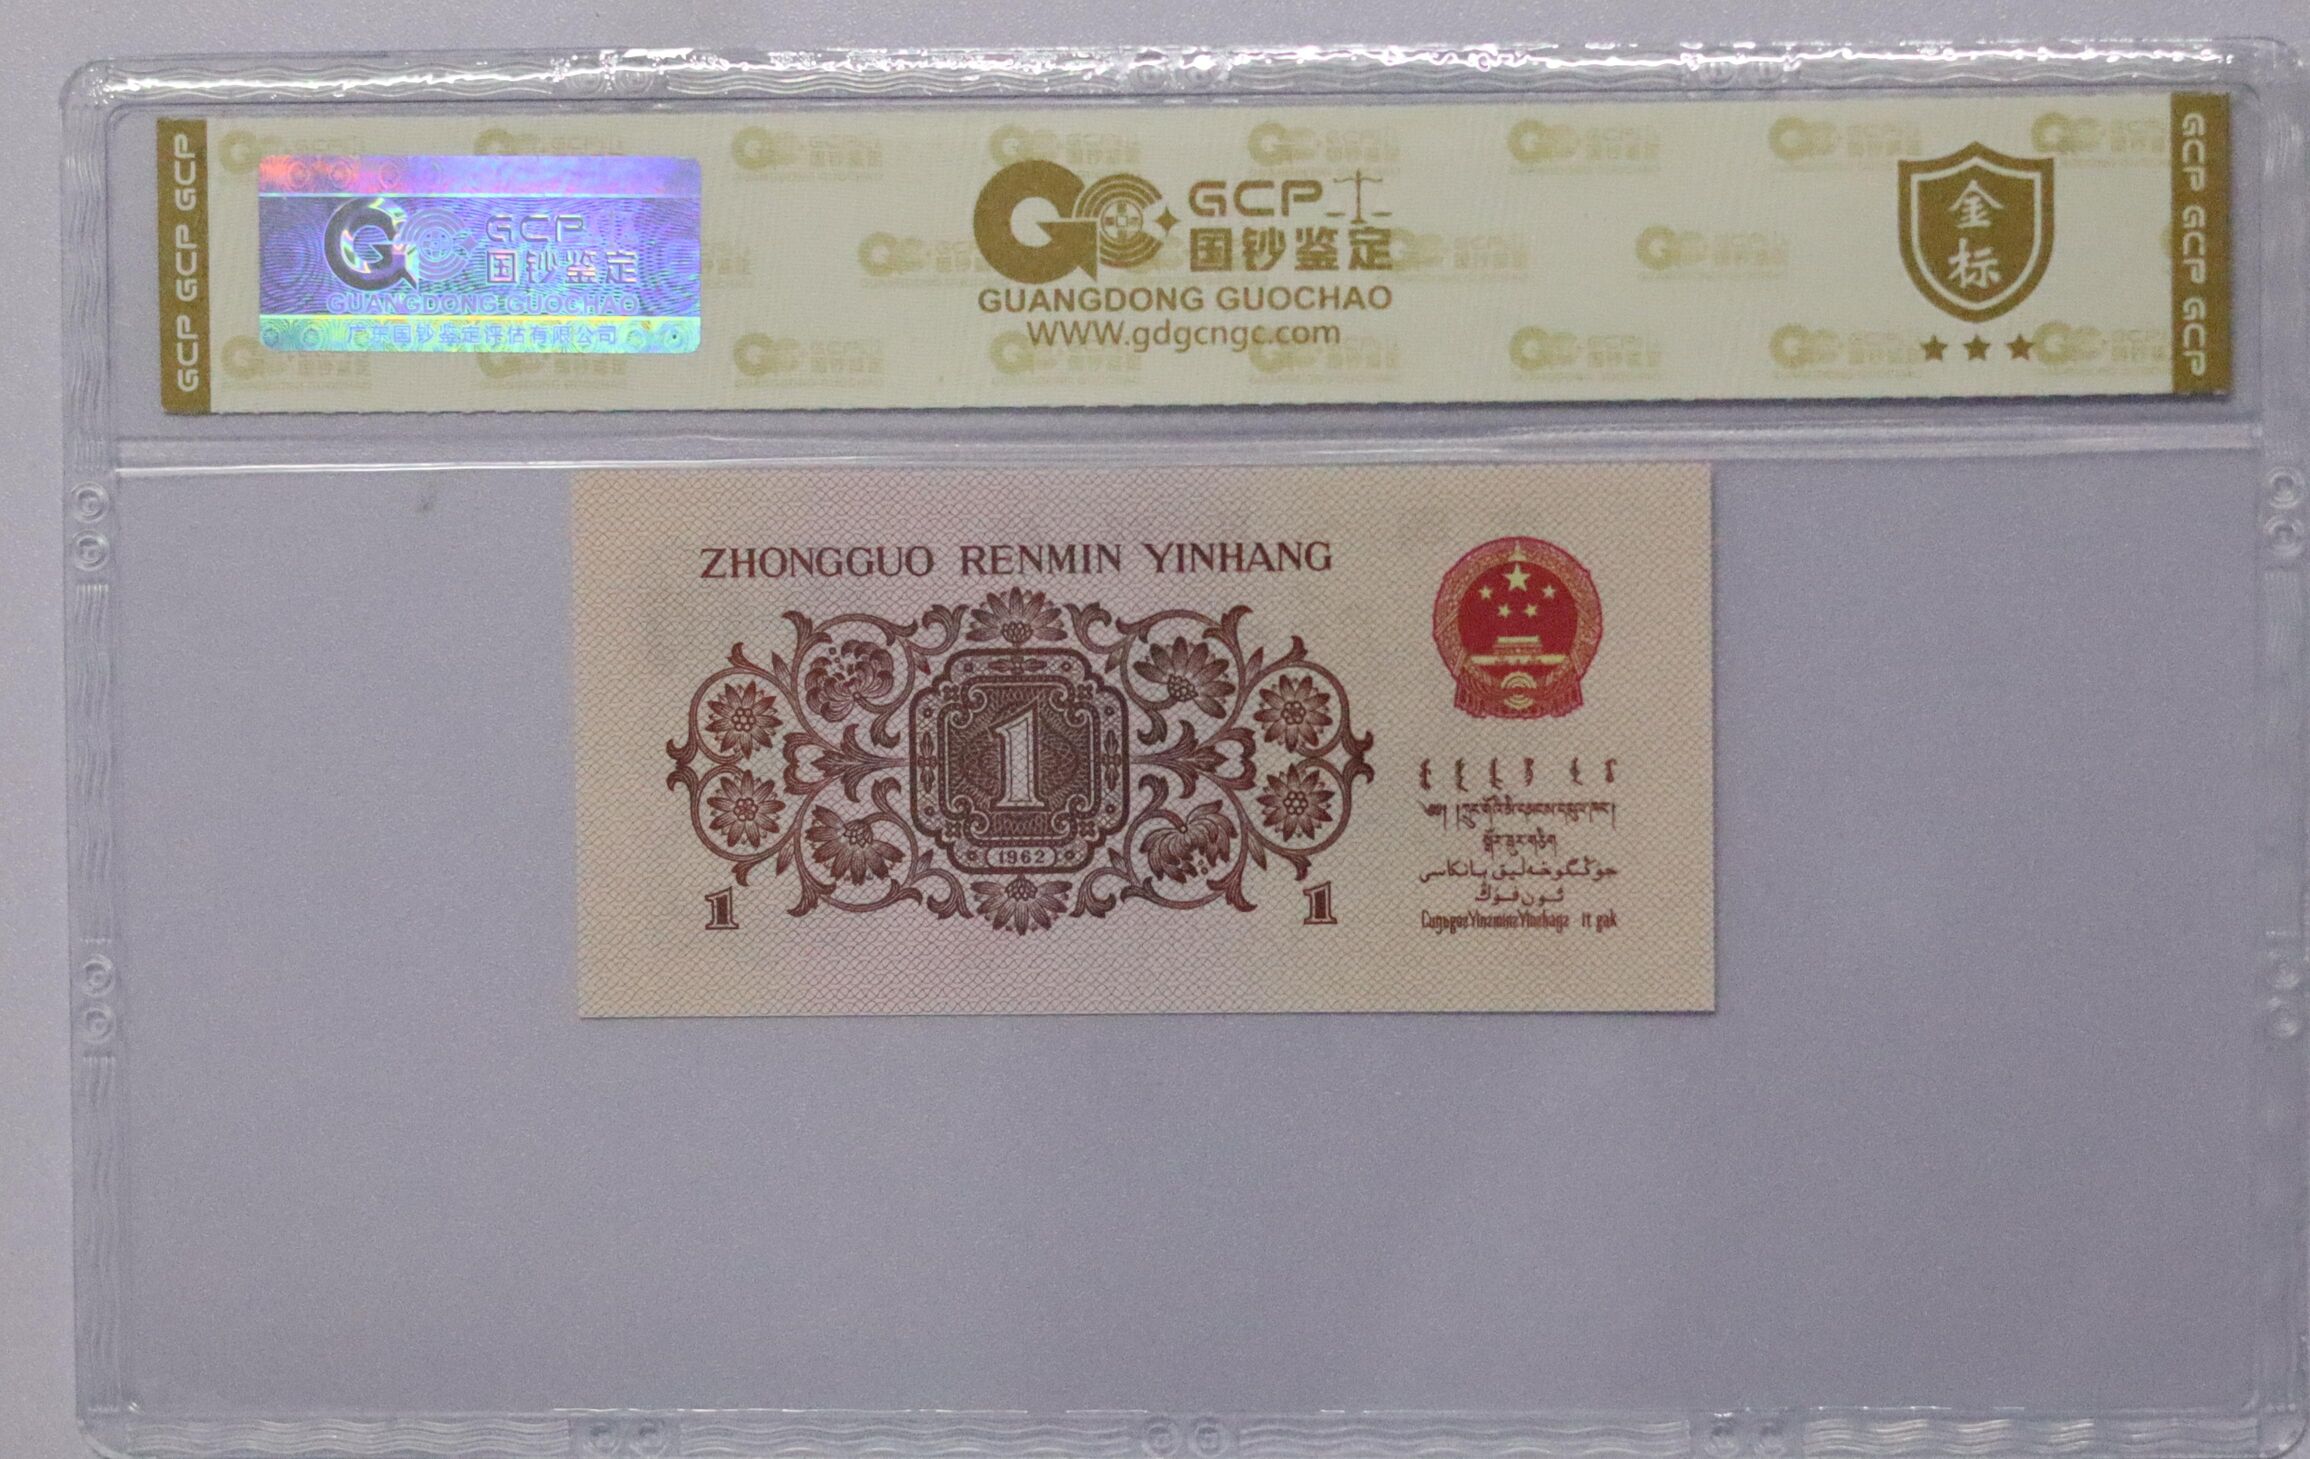 GCP GCP GCP
GCP
国钞鉴定
GUANGDONG GUOCHAO
广东国钞鉴定评估有限公司
GCP
国钞鉴定
GUANGDONG GUOCHAO
WWW.gdgcngc.com
金
标
GCP GCP GCP
ZHONGGUO RENMIN YINHANG
1
1962
1
1